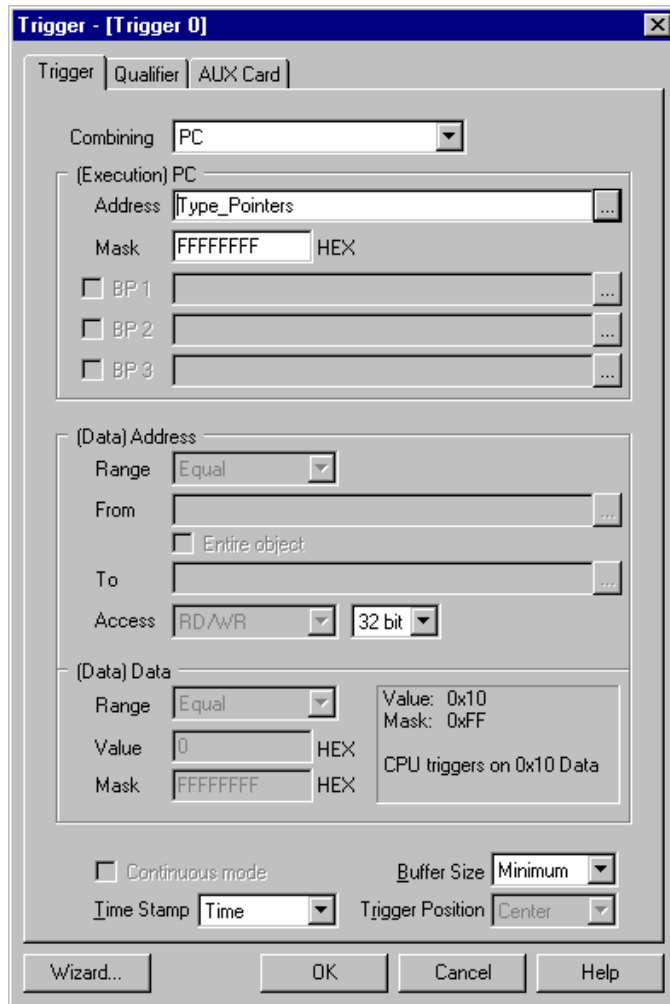 Trigger - [Trigger 0]
Trigger Qualifier AUX Card
Combining PC
(Execution) PC
Address Type_Pointers ...
Mask FFFFFFFF HEX
BP 1 ...
BP 2 ...
BP 3 ...
(Data) Address
Range Equal
From ...
Entire object
To ...
Access RD/WR 32 bit
(Data) Data
Range Equal
Value 0 HEX
Mask FFFFFFFF HEX
Value: 0x10
Mask: 0xFF
CPU triggers on 0x10 Data
Continuous mode
Buffer Size Minimum
Time Stamp Time
Trigger Position Center
Wizard... OK Cancel Help